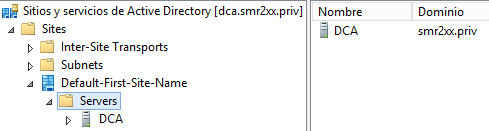 Sitios y servicios de Active Directory [dca.smr2xx.priv]
Sites
Inter-Site Transports
Subnets
Default-First-Site-Name
Servers
DCA
Nombre Dominio
DCA smr2xx.priv